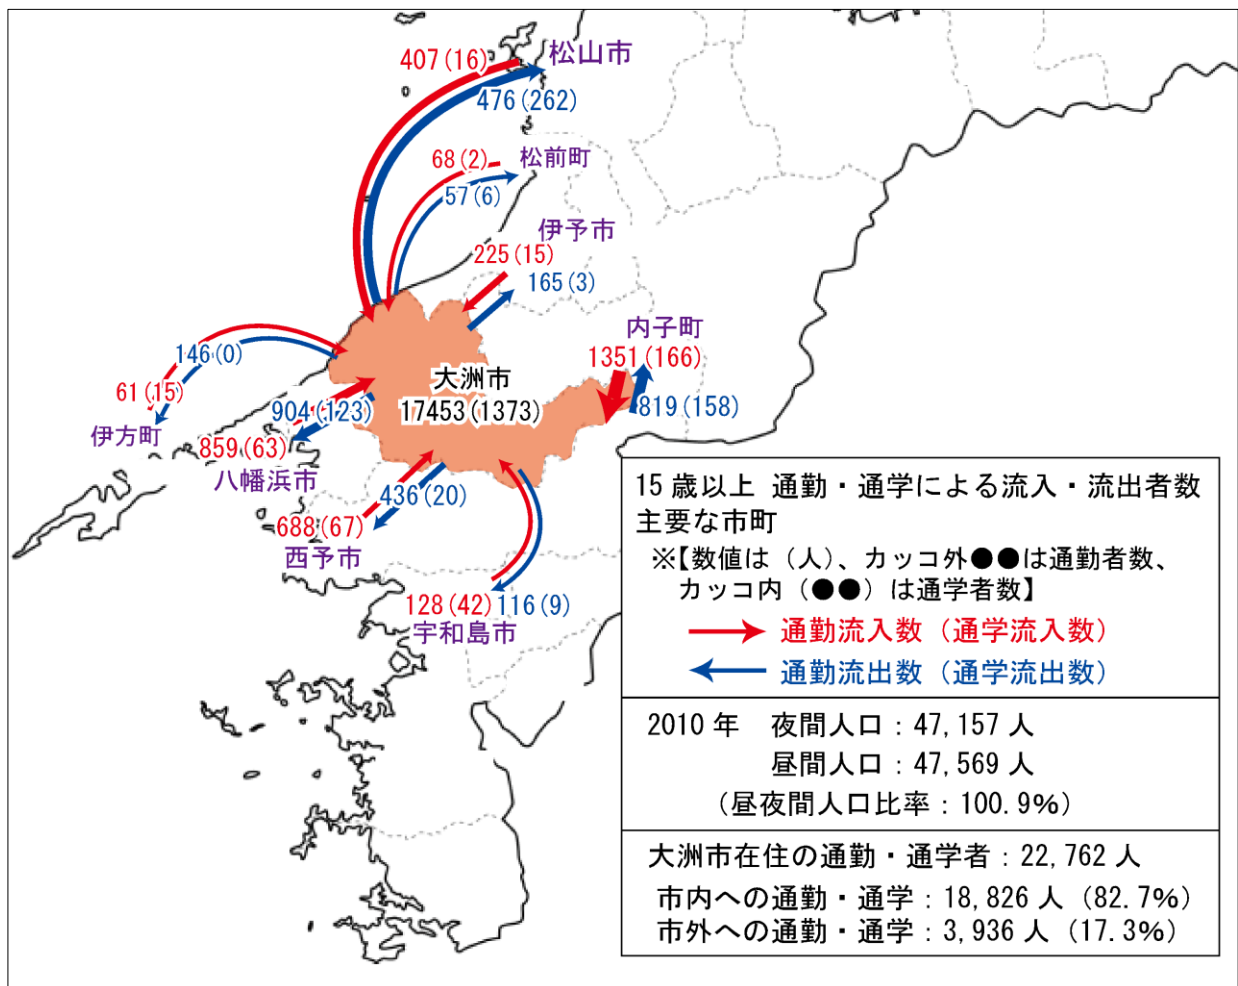 407(16)
松山市
476(262)
68(2)
松前町
57(6)
伊予市
225(15)
165(3)
内子町
1351(166)
819(158)
146(0)
61(15)
伊方町
大洲市
17453(1373)
904(123)
859(63)
八幡浜市
436(20)
688(67)
西予市
128(42)
116(9)
宇和島市
15歳以上 通勤・通学による流入・流出者数
主要な市町
※【数値は（人）、カッコ外●●は通勤者数、
カッコ内（●●）は通学者数】
通勤流入数（通学流入数）
通勤流出数（通学流出数）
2010年 夜間人口：47,157人
昼間人口：47,569人
（昼夜間人口比率：100.9%）
大洲市在住の通勤・通学者：22,762人
市内への通勤・通学：18,826人（82.7%）
市外への通勤・通学：3,936人（17.3%）